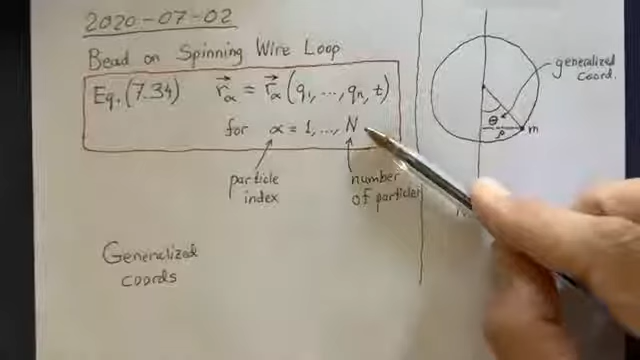 2020-07-02
Bead on Spinning Wire Loop
Eq.(7.34) r⃗α = r⃗α (q1, ..., qn, t)
for α = 1, ..., N
particle
index
number
of particles
Generalized
coords
generalized
coord.
θ
ρ
m